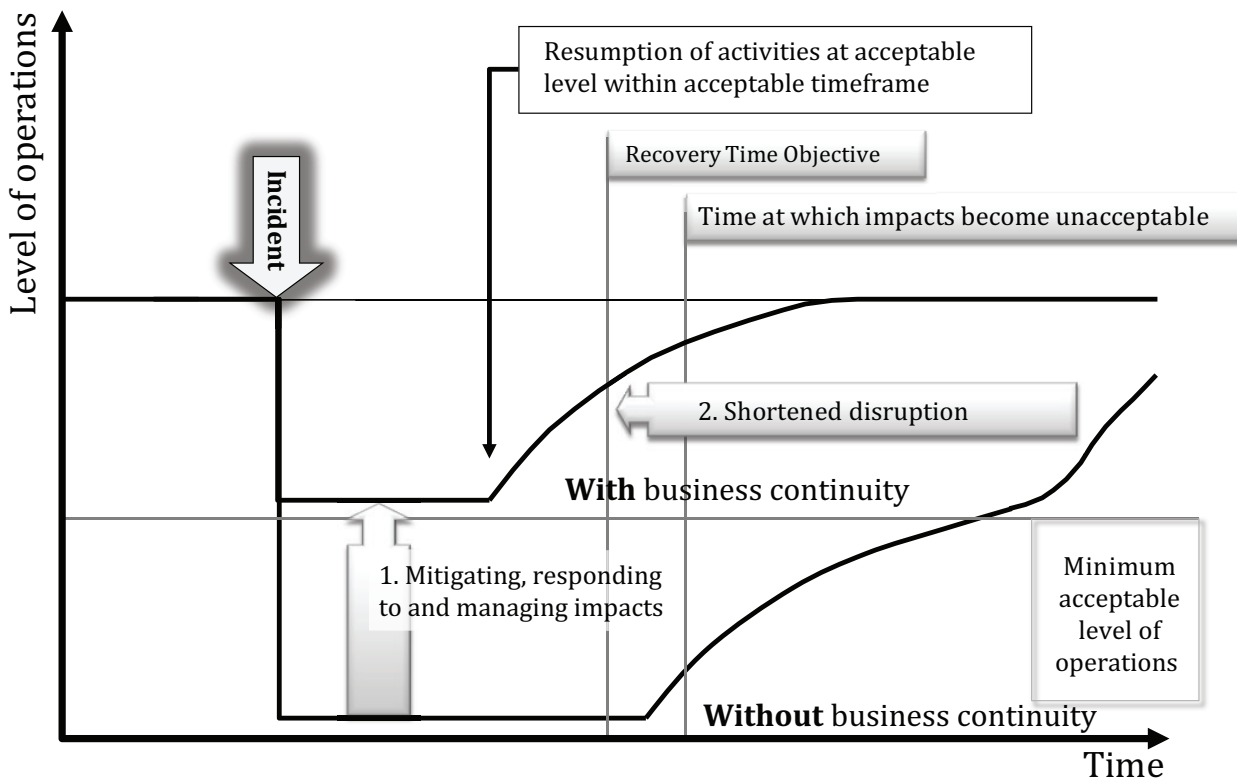 Level of operations
Resumption of activities at acceptable
level within acceptable timeframe
Recovery Time Objective
Time at which impacts become unacceptable
Incident
2. Shortened disruption
With business continuity
1. Mitigating, responding
to and managing impacts
Minimum
acceptable
level of
operations
Without business continuity
Time